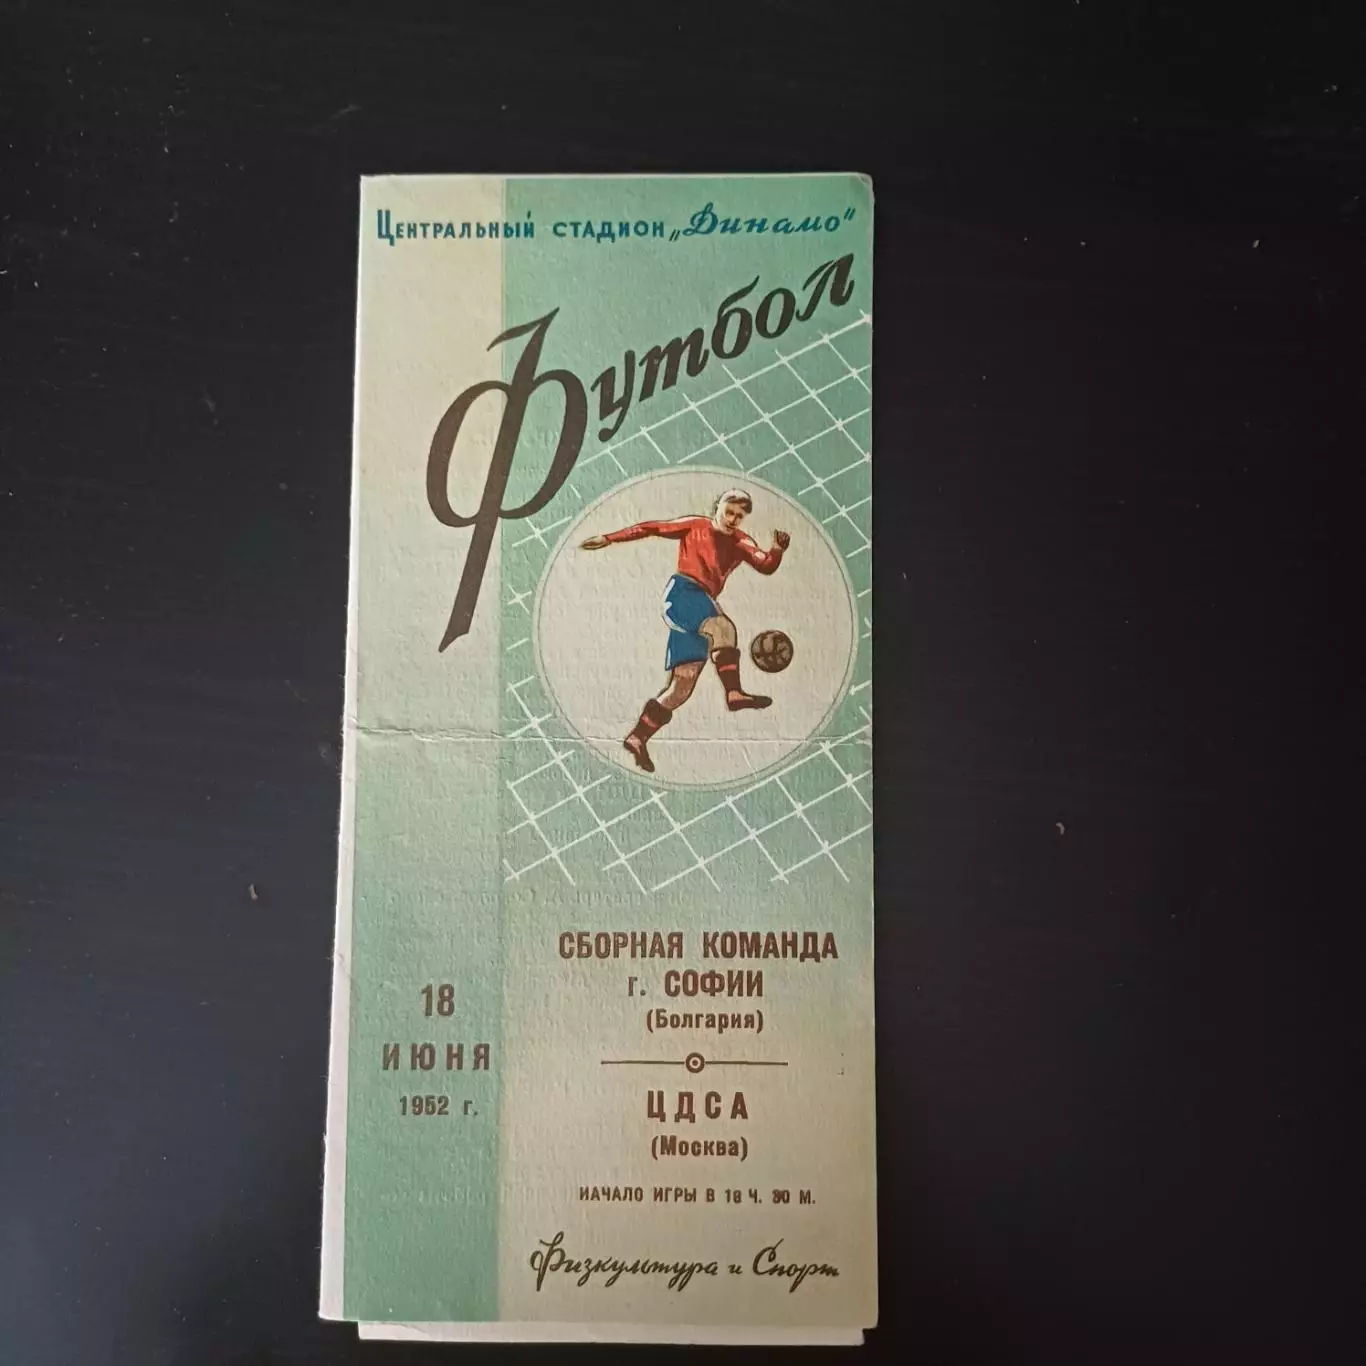 Центральный стадион „Динамо"
Футбол
18
ИЮНЯ
1952 г.
СБОРНАЯ КОМАНДА
г. СОФИИ
(Болгария)
ЦДСА
(Москва)
НАЧАЛО ИГРЫ В 18 Ч. 30 М.
Физкультура и Спорт